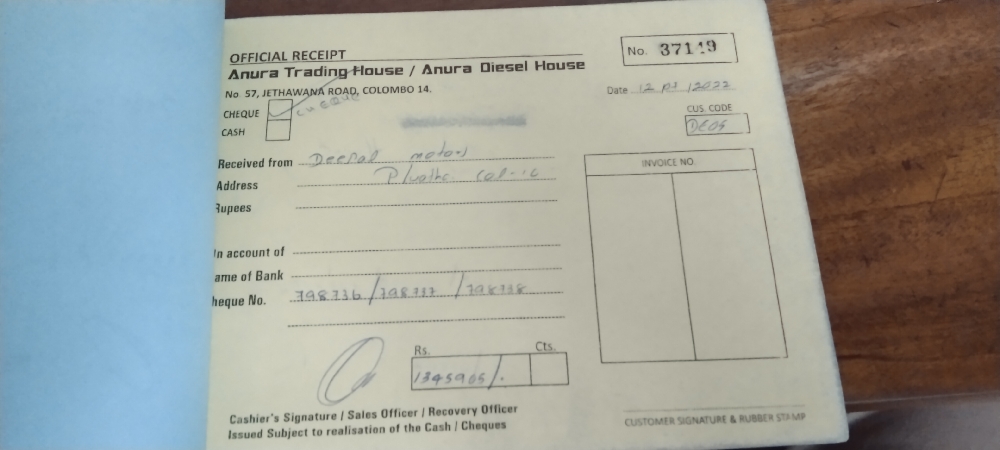 OFFICIAL RECEIPT
No. 37149
Anura Trading House / Anura Diesel House
No 57, JETHAWANA ROAD, COLOMBO 14.
Date 12 /2022
CHEQUE cheque
CASH
CUS. CODE
Received from Deepal motors
INVOICE NO.
Address
Rupees
In account of
ame of Bank
heque No. 798736/798737/798738
Rs. Cts.
1345965/.
Cashier's Signature / Sales Officer / Recovery Officer
Issued Subject to realisation of the Cash / Cheques
CUSTOMER SIGNATURE & RUBBER STAMP